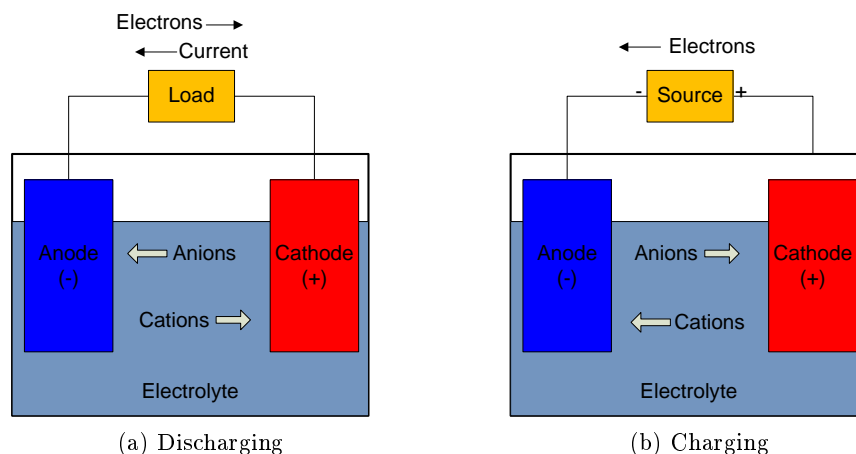 Electrons
Current
Load
Anode
(-)
Anions
Cathode
(+)
Cations
Electrolyte
(a) Discharging
Electrons
- Source +
Anode
(-)
Anions
Cathode
(+)
Cations
Electrolyte
(b) Charging